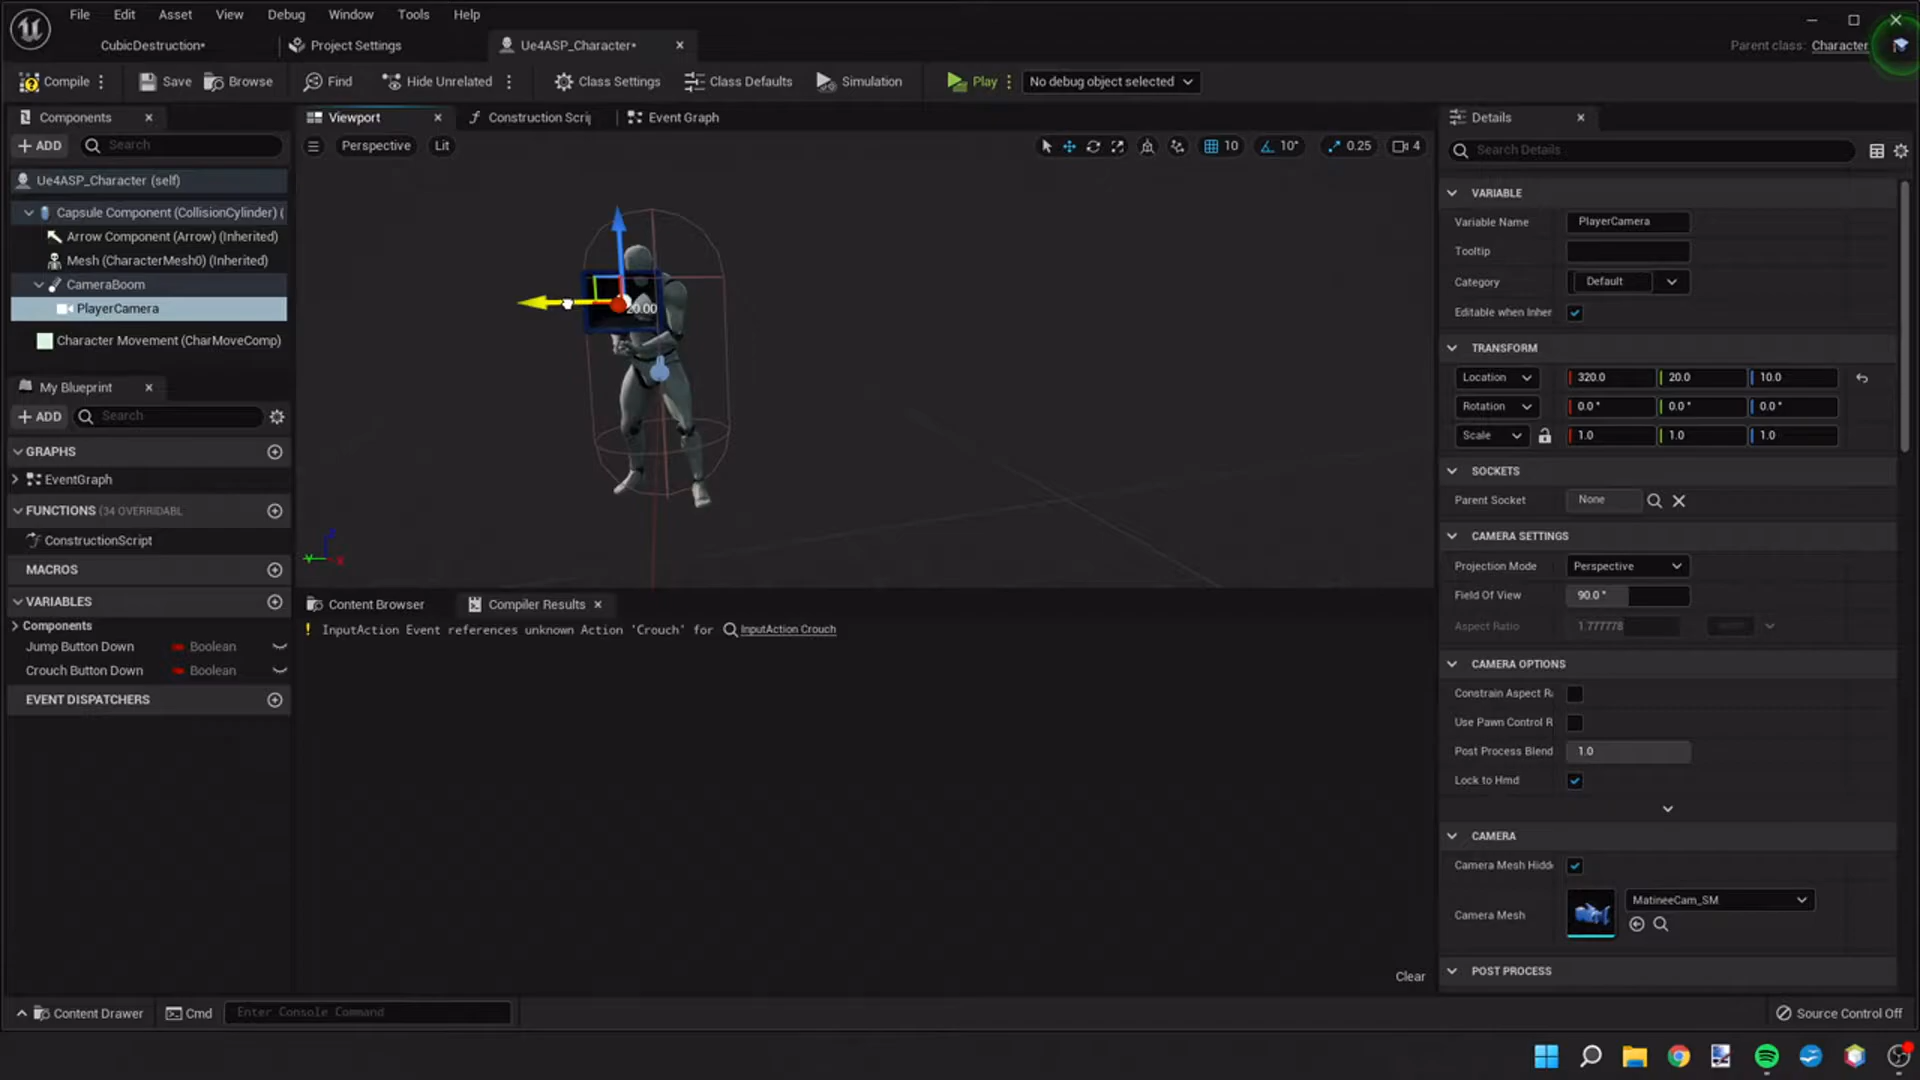 File Edit Asset View Debug Window Tools Help
CubicDestruction* Project Settings Ue4ASP_Character* Parent class: Character
Compile Save Browse Find Hide Unrelated Class Settings Class Defaults Simulation Play No debug object selected
Components Viewport Construction Scri Event Graph Details
ADD Search Perspective Lit 10 10° 0.25 4 Search Details
Ue4ASP_Character (self)
Capsule Component (CollisionCylinder) (
Arrow Component (Arrow) (Inherited)
Mesh (CharacterMesh0) (Inherited)
CameraBoom
PlayerCamera
Character Movement (CharMoveComp)
20.00
My Blueprint
ADD Search
GRAPHS
EventGraph
FUNCTIONS (34 OVERRIDABL
ConstructionScript
MACROS
VARIABLES
Components
Jump Button Down Boolean
Crouch Button Down Boolean
EVENT DISPATCHERS
Content Browser Compiler Results
! InputAction Event references unknown Action 'Crouch' for InputAction Crouch
Clear
VARIABLE
Variable Name PlayerCamera
Tooltip
Category Default
Editable when Inher
TRANSFORM
Location 320.0 20.0 10.0
Rotation 0.0° 0.0° 0.0°
Scale 1.0 1.0 1.0
SOCKETS
Parent Socket None
CAMERA SETTINGS
Projection Mode Perspective
Field Of View 90.0°
Aspect Ratio 1.777778
CAMERA OPTIONS
Constrain Aspect Ra
Use Pawn Control R
Post Process Blend 1.0
Lock to Hmd
CAMERA
Camera Mesh Hidd
Camera Mesh MatineeCam_SM
POST PROCESS
Content Drawer Cmd Enter Console Command Source Control Off